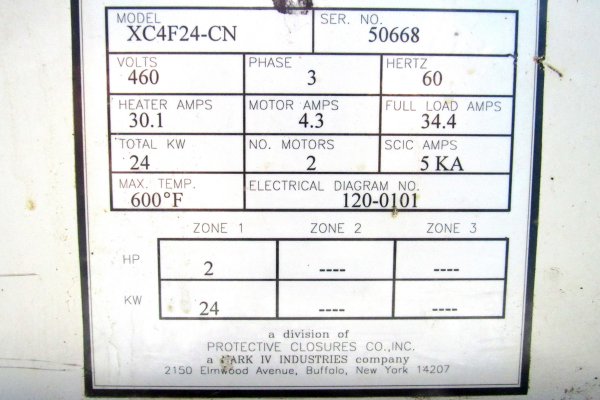 MODEL SER. NO.
XC4F24-CN 50668
VOLTS PHASE HERTZ
460 3 60
HEATER AMPS MOTOR AMPS FULL LOAD AMPS
30.1 4.3 34.4
TOTAL KW NO. MOTORS SCIC AMPS
24 2 5 KA
MAX. TEMP. ELECTRICAL DIAGRAM NO.
600°F 120-0101
ZONE 1 ZONE 2 ZONE 3
HP 2 ---- ----
KW 24 ---- ----
a division of
PROTECTIVE CLOSURES CO., INC.
a MARK IV INDUSTRIES company
2150 Elmwood Avenue, Buffalo, New York 14207